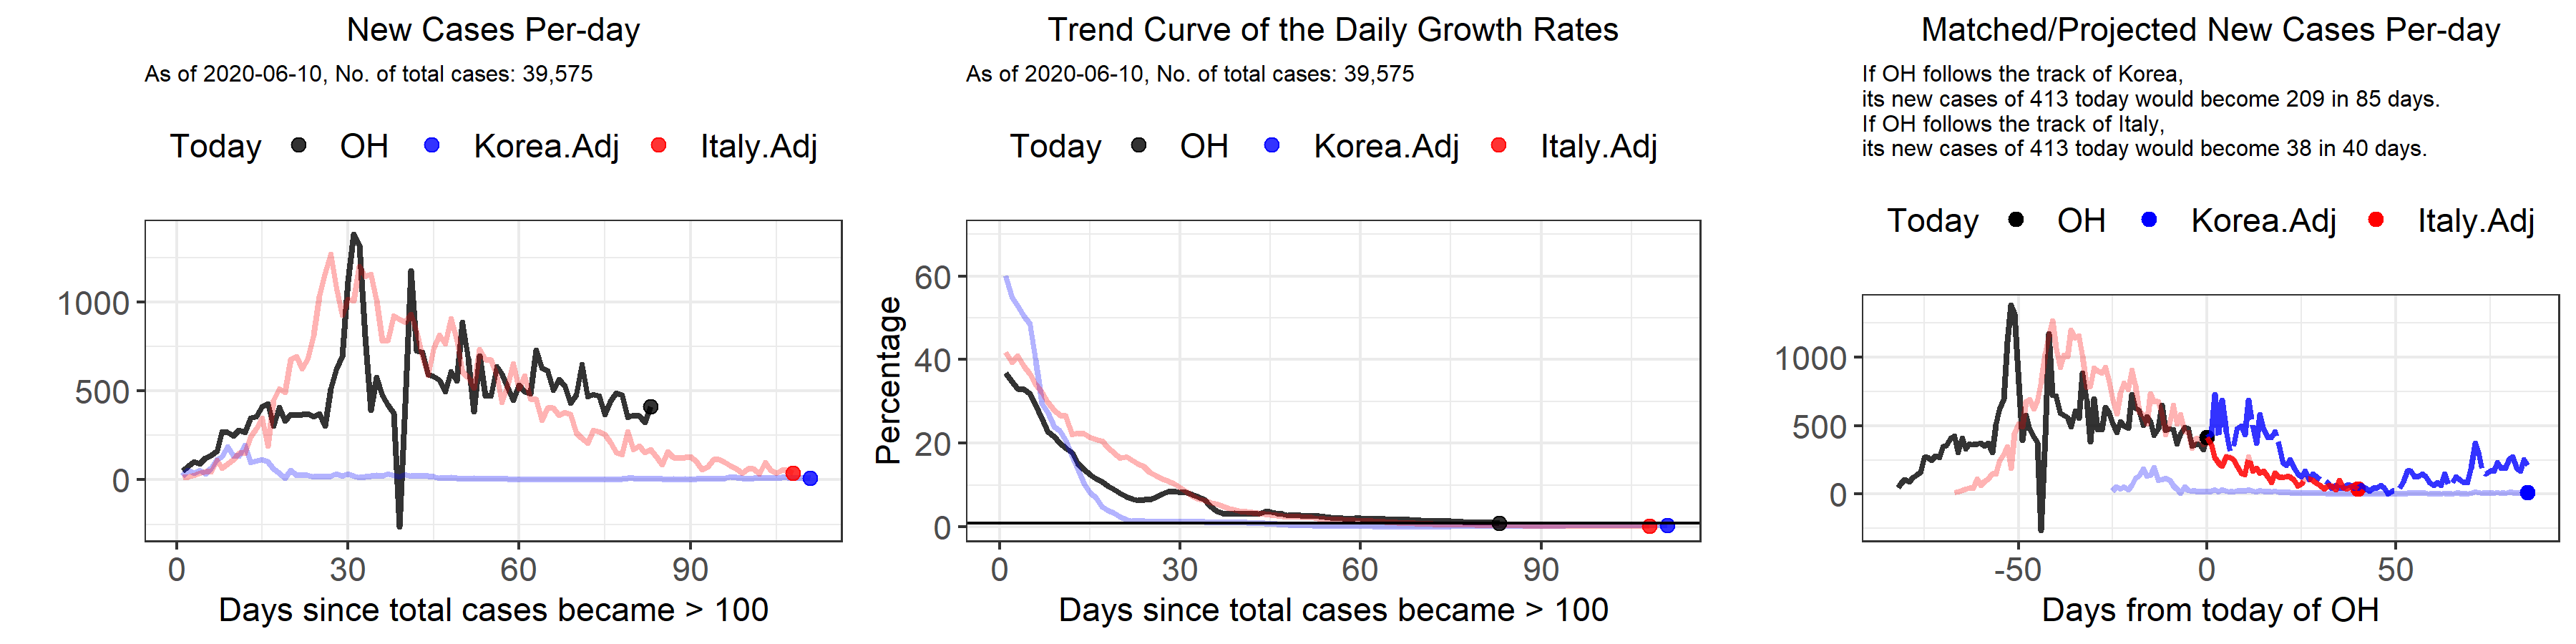 New Cases Per-day
As of 2020-06-10, No. of total cases: 39,575
Today OH Korea.Adj Italy.Adj
1000
500
0
0 30 60 90
Days since total cases became > 100
Trend Curve of the Daily Growth Rates
As of 2020-06-10, No. of total cases: 39,575
Today OH Korea.Adj Italy.Adj
Percentage
60
40
20
0
0 30 60 90
Days since total cases became > 100
Matched/Projected New Cases Per-day
If OH follows the track of Korea,
its new cases of 413 today would become 209 in 85 days.
If OH follows the track of Italy,
its new cases of 413 today would become 38 in 40 days.
Today OH Korea.Adj Italy.Adj
1000
500
0
-50 0 50
Days from today of OH